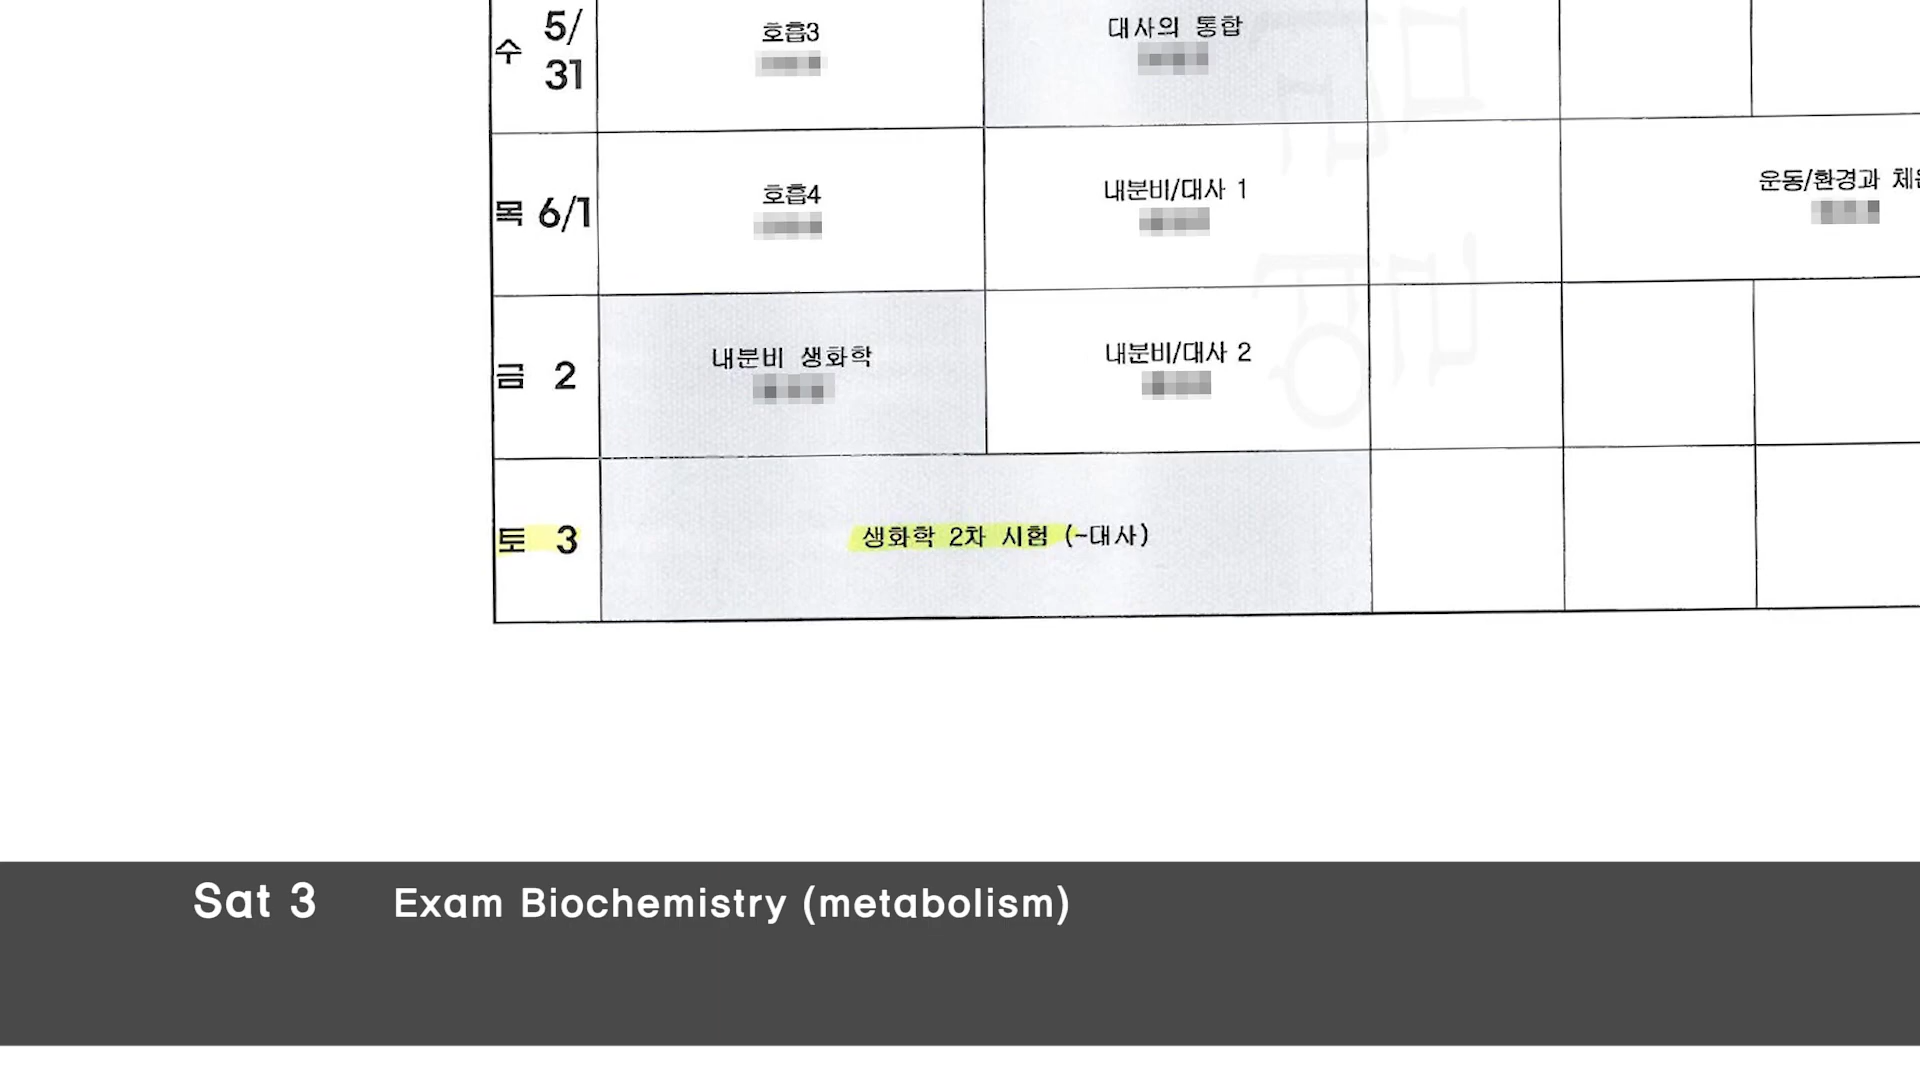 수 5/31 호흡3 대사의 통합
목 6/1 호흡4 내분비/대사 1 운동/환경과
금 2 내분비 생화학 내분비/대사 2
토 3 생화학 2차 시험 (~대사)
Sat 3 Exam Biochemistry (metabolism)